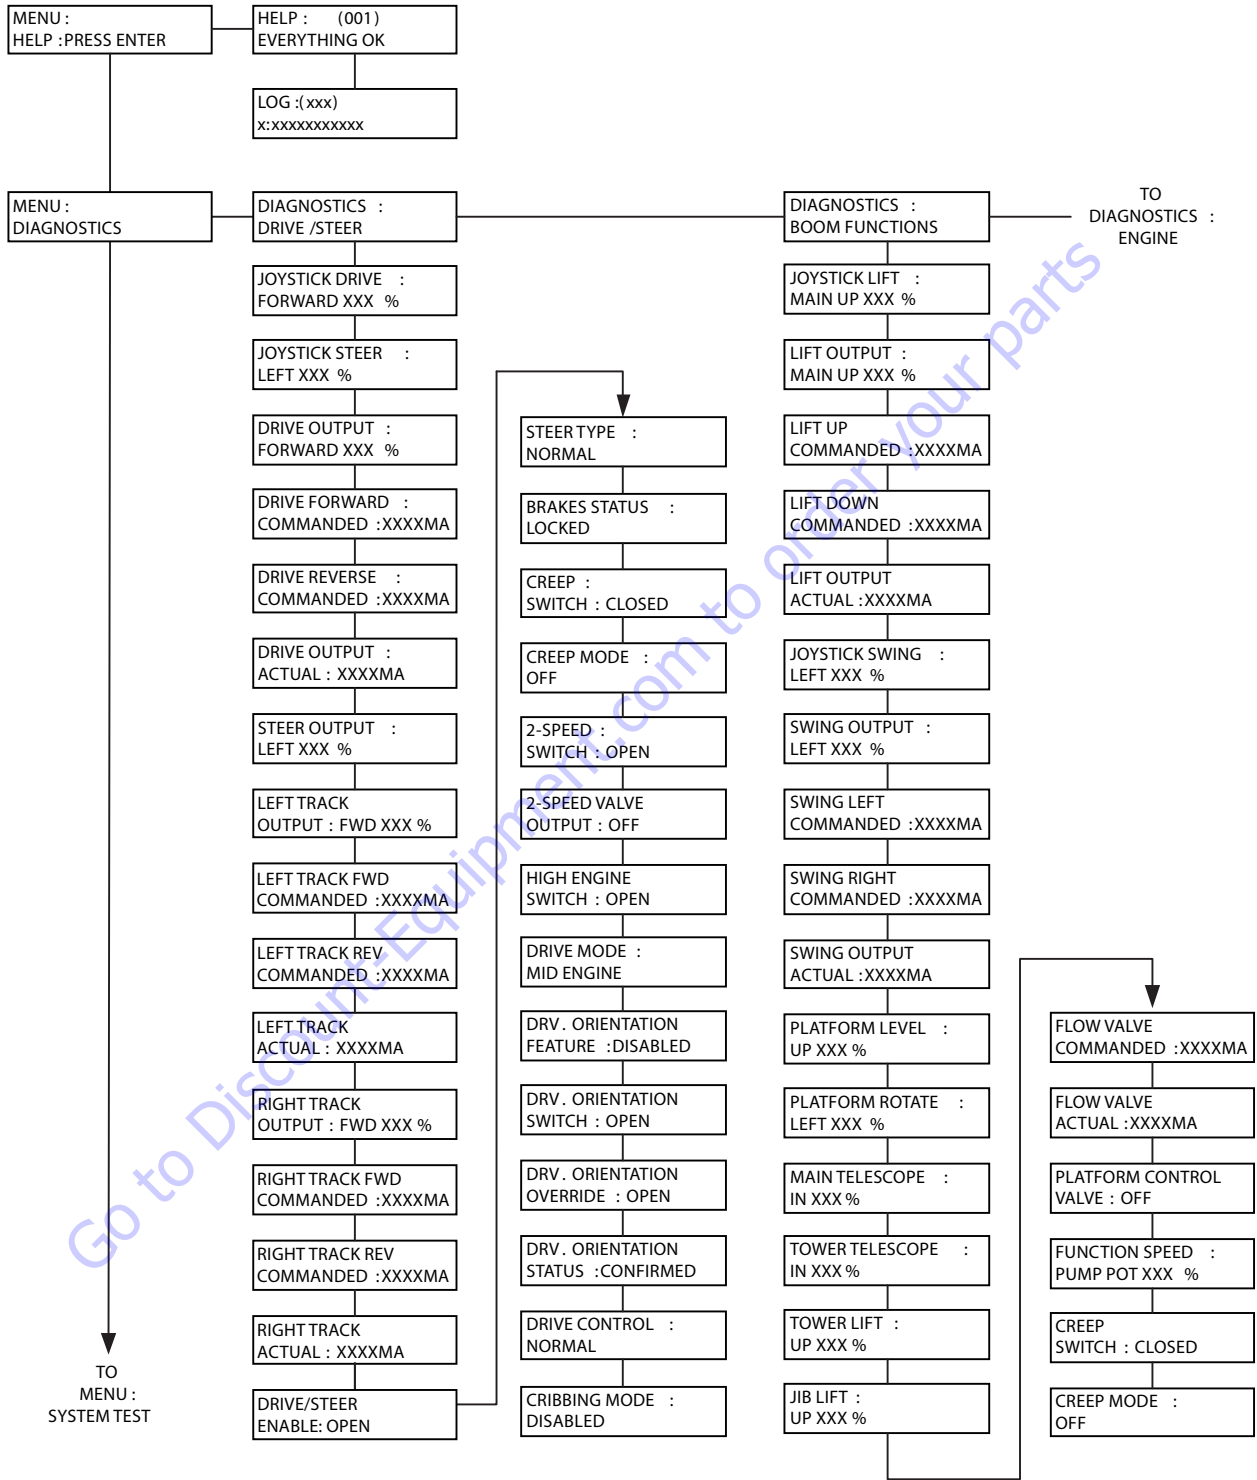 MENU :
HELP : PRESS ENTER
HELP : (001)
EVERYTHING OK
LOG :(xxx)
x:xxxxxxxxxxx
MENU :
DIAGNOSTICS
DIAGNOSTICS :
DRIVE /STEER
JOYSTICK DRIVE :
FORWARD XXX %
JOYSTICK STEER :
LEFT XXX %
DRIVE OUTPUT :
FORWARD XXX %
DRIVE FORWARD :
COMMANDED :XXXXMA
DRIVE REVERSE :
COMMANDED :XXXXMA
DRIVE OUTPUT :
ACTUAL : XXXXMA
STEER OUTPUT :
LEFT XXX %
LEFT TRACK
OUTPUT : FWD XXX %
LEFT TRACK FWD
COMMANDED :XXXXMA
LEFT TRACK REV
COMMANDED :XXXXMA
LEFT TRACK
ACTUAL : XXXXMA
RIGHT TRACK
OUTPUT : FWD XXX %
RIGHT TRACK FWD
COMMANDED :XXXXMA
RIGHT TRACK REV
COMMANDED :XXXXMA
RIGHT TRACK
ACTUAL : XXXXMA
DRIVE/STEER
ENABLE: OPEN
STEER TYPE :
NORMAL
BRAKES STATUS :
LOCKED
CREEP :
SWITCH : CLOSED
CREEP MODE :
OFF
2-SPEED :
SWITCH : OPEN
2-SPEED VALVE
OUTPUT : OFF
HIGH ENGINE
SWITCH : OPEN
DRIVE MODE :
MID ENGINE
DRV . ORIENTATION
FEATURE :DISABLED
DRV . ORIENTATION
SWITCH : OPEN
DRV . ORIENTATION
OVERRIDE : OPEN
DRV . ORIENTATION
STATUS :CONFIRMED
DRIVE CONTROL :
NORMAL
CRIBBING MODE :
DISABLED
DIAGNOSTICS :
BOOM FUNCTIONS
JOYSTICK LIFT :
MAIN UP XXX %
LIFT OUTPUT :
MAIN UP XXX %
LIFT UP
COMMANDED :XXXXMA
LIFT DOWN
COMMANDED :XXXXMA
LIFT OUTPUT
ACTUAL :XXXXMA
JOYSTICK SWING :
LEFT XXX %
SWING OUTPUT :
LEFT XXX %
SWING LEFT
COMMANDED :XXXXMA
SWING RIGHT
COMMANDED :XXXXMA
SWING OUTPUT
ACTUAL :XXXXMA
PLATFORM LEVEL :
UP XXX %
PLATFORM ROTATE :
LEFT XXX %
MAIN TELESCOPE :
IN XXX %
TOWER TELESCOPE :
IN XXX %
TOWER LIFT :
UP XXX %
JIB LIFT :
UP XXX %
FLOW VALVE
COMMANDED :XXXXMA
FLOW VALVE
ACTUAL :XXXXMA
PLATFORM CONTROL
VALVE : OFF
FUNCTION SPEED :
PUMP POT XXX %
CREEP
SWITCH : CLOSED
CREEP MODE :
OFF
TO
DIAGNOSTICS :
ENGINE
TO
MENU :
SYSTEM TEST
Go to Discount-Equipment.com to order your parts